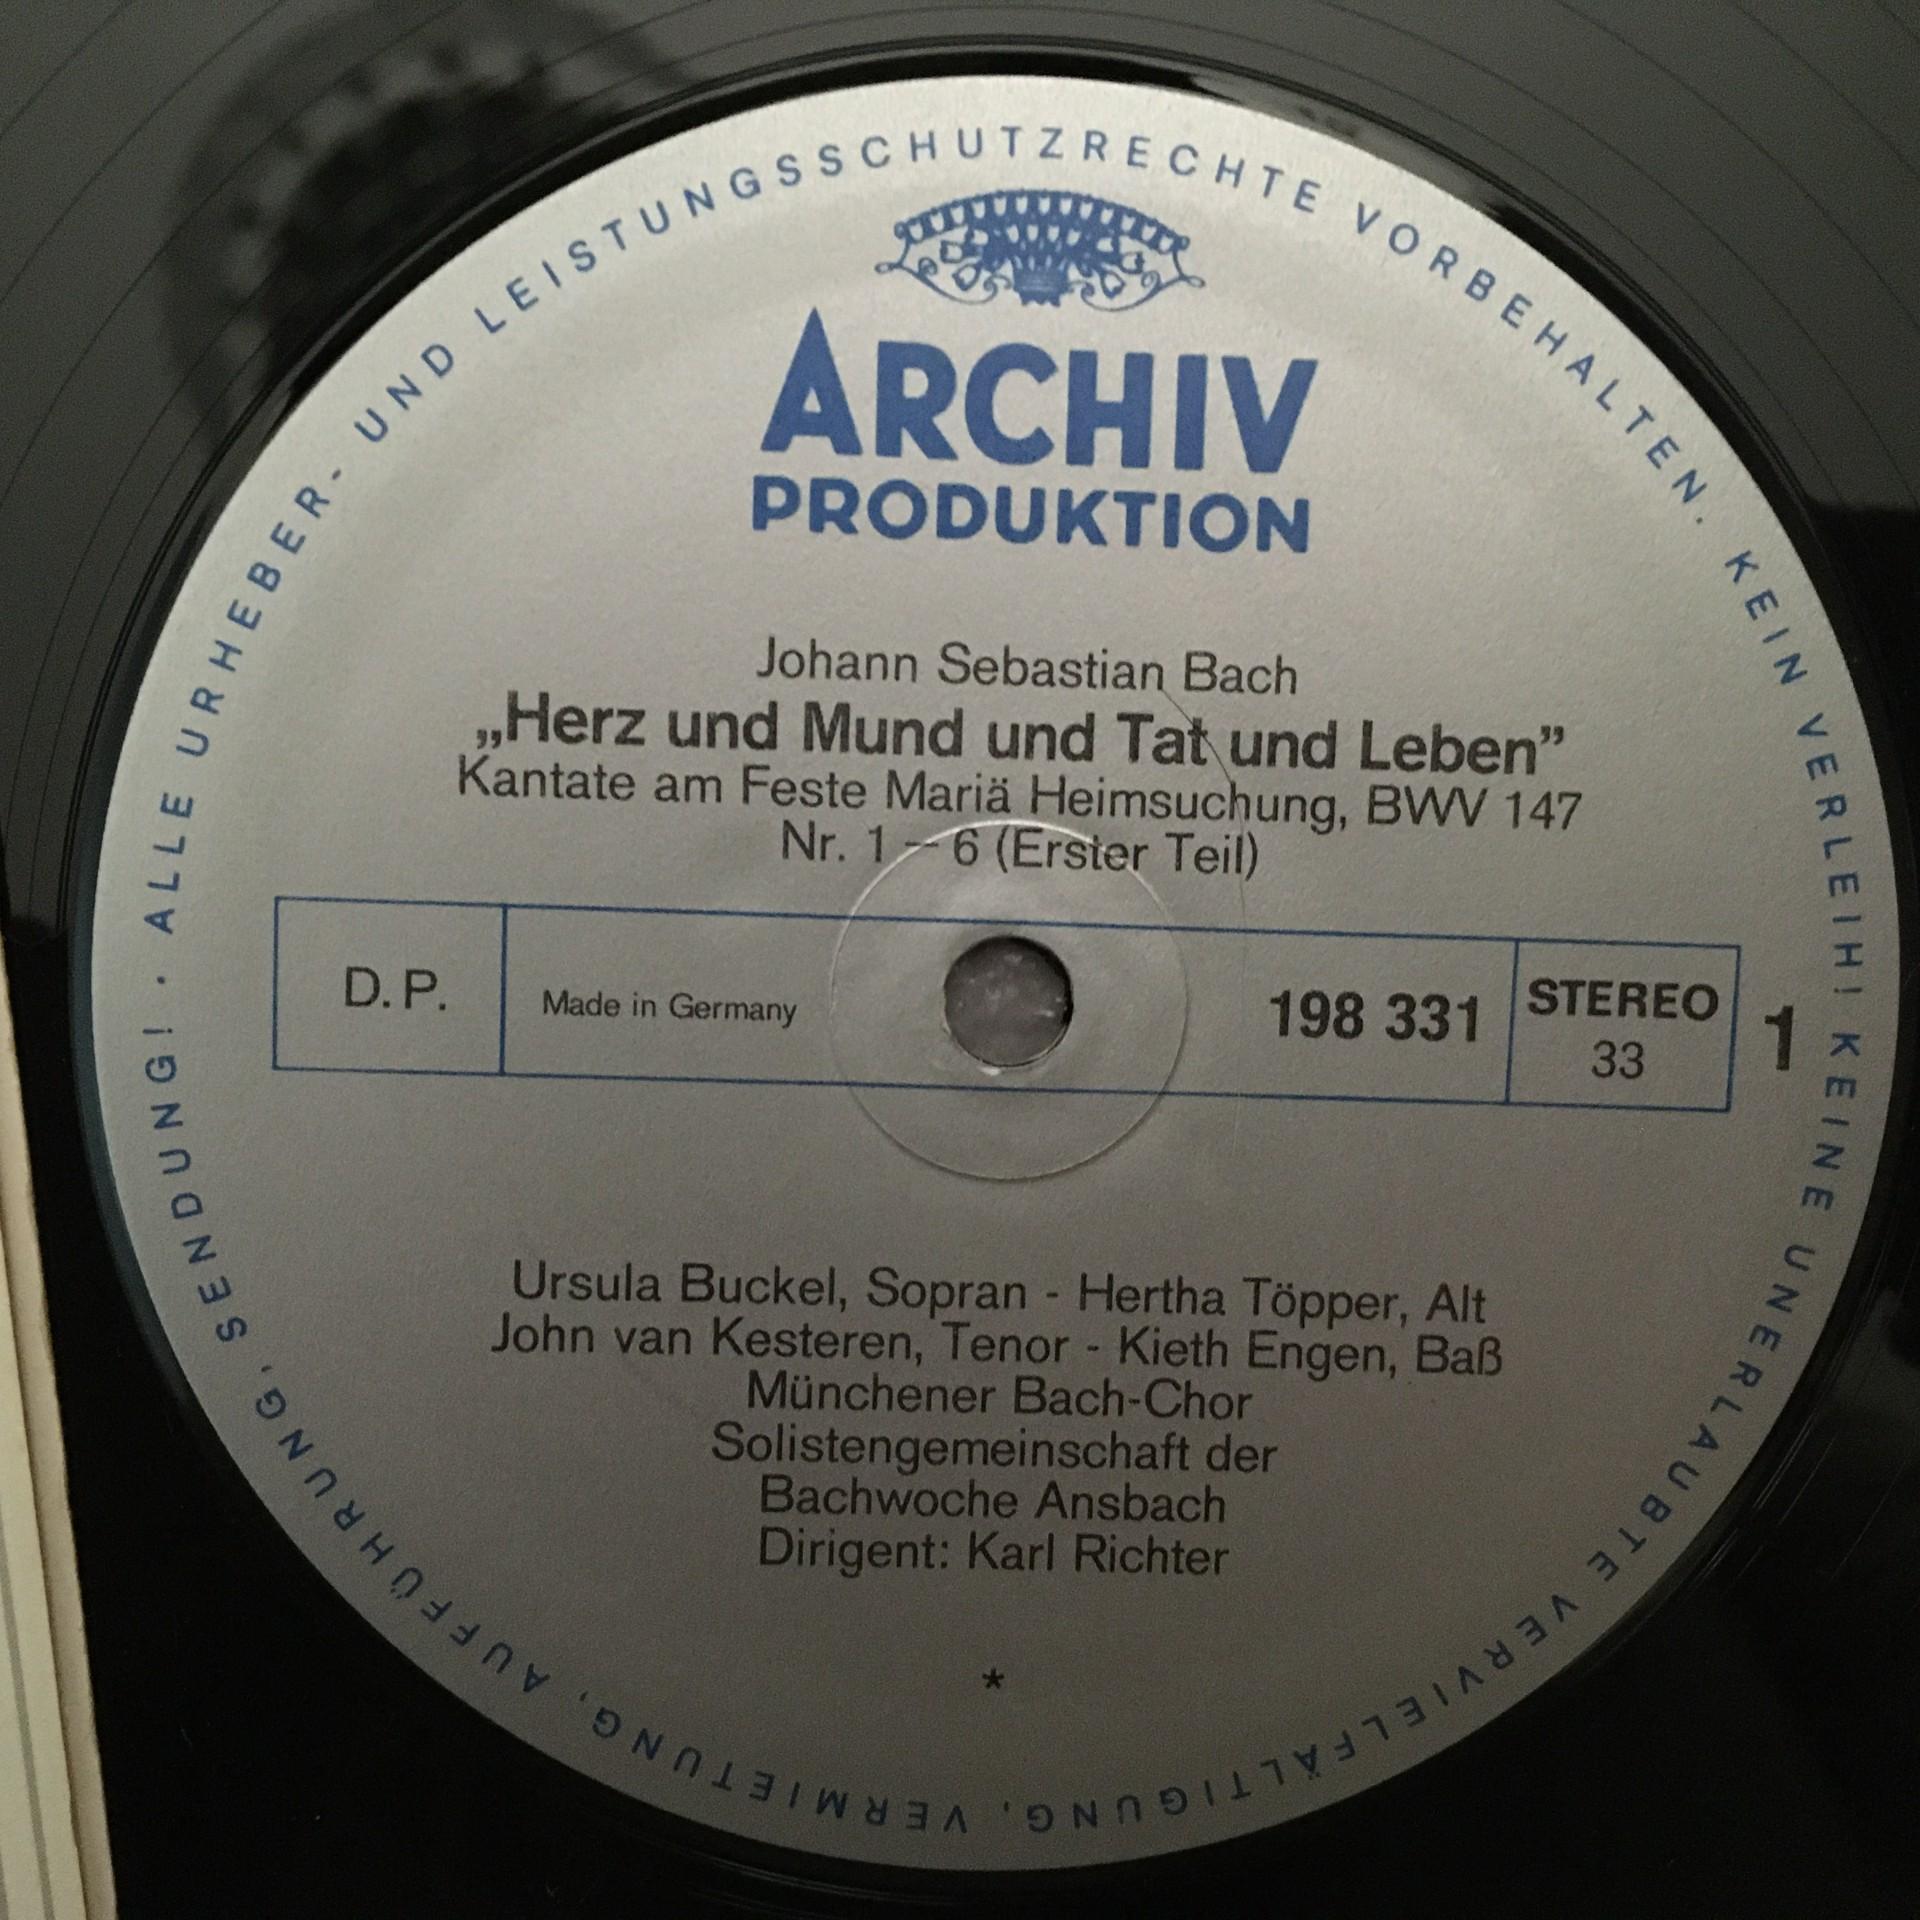 ALLE URHEBER- UND LEISTUNGSSCHUTZRECHTE VORBEHALTEN. KEIN VERLEIH! KEINE UNERLAUBTE VERVIELFÄLTIGUNG, VERMIETUNG, AUFFÜHRUNG, SENDUNG! ·
ARCHIV
PRODUKTION
Johann Sebastian Bach
„Herz und Mund und Tat und Leben”
Kantate am Feste Mariä Heimsuchung, BWV 147
Nr. 1 – 6 (Erster Teil)
D. P.
Made in Germany
198 331
STEREO
33
1
Ursula Buckel, Sopran - Hertha Töpper, Alt
John van Kesteren, Tenor - Kieth Engen, Baß
Münchener Bach-Chor
Solistengemeinschaft der
Bachwoche Ansbach
Dirigent: Karl Richter
*